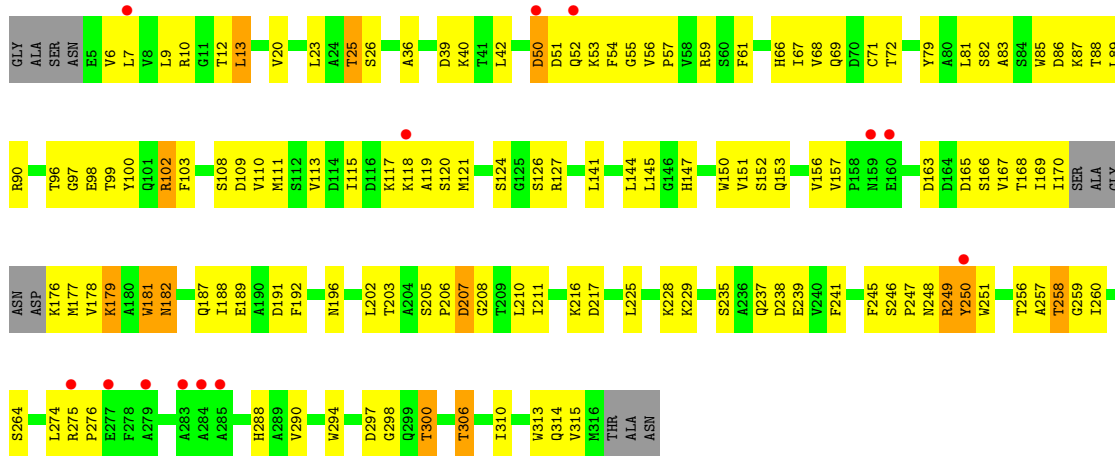 GLY ALA SER ASN E5 V6 L7 V8 L9 R10 G11 T12 L13 V20 L23 A24 T25 S26 A36 D39 K40 T41 L42 D50 D51 Q52 K53 F54 G55 V56 P57 V58 R59 S60 F61 H66 I67 V68 Q69 D70 C71 T72 Y79 A80 L81 S82 A83 S84 W85 D86 K87 T88 L89
R90 T96 G97 E98 T99 Y100 Q101 R102 F103 S108 D109 V110 M111 S112 V113 D114 I115 D116 K117 K118 A119 S120 M121 S124 G125 S126 R127 L141 L144 L145 G146 H147 W150 V151 S152 Q153 V156 V157 P158 N159 E160 D163 D164 D165 S166 V167 T168 I169 I170 SER ALA GLY
ASN ASP K176 M177 V178 K179 A180 W181 N182 Q187 I188 E189 A190 D191 F192 N196 L202 T203 A204 S205 P206 D207 G208 T209 L210 I211 K216 D217 L225 K228 K229 S235 A236 Q237 D238 E239 V240 F241 F245 S246 P247 N248 R249 Y250 W251 T256 A257 T258 G259 I260
S264 L274 R275 P276 E277 F278 A279 A283 A284 A285 H288 A289 V290 W294 D297 G298 Q299 T300 T306 I310 W313 Q314 V315 M316 THR ALA ASN